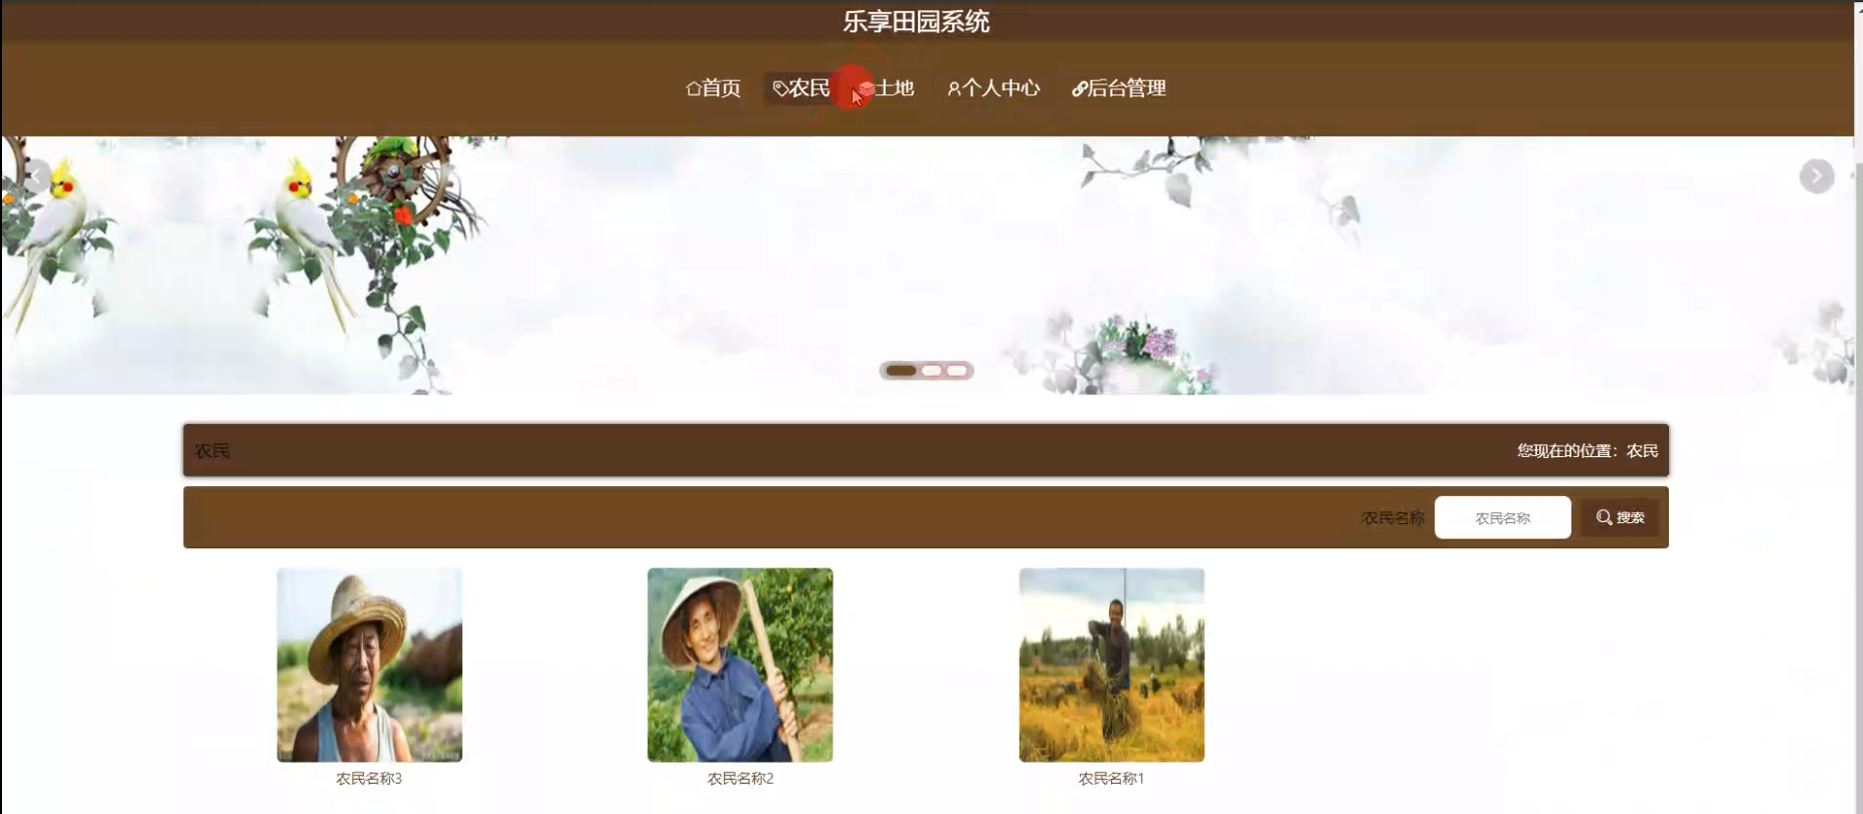 乐享田园系统
首页 农民 土地 个人中心 后台管理
农民 您现在的位置：农民
农民名称 农民名称 搜索
农民名称3 农民名称2 农民名称1